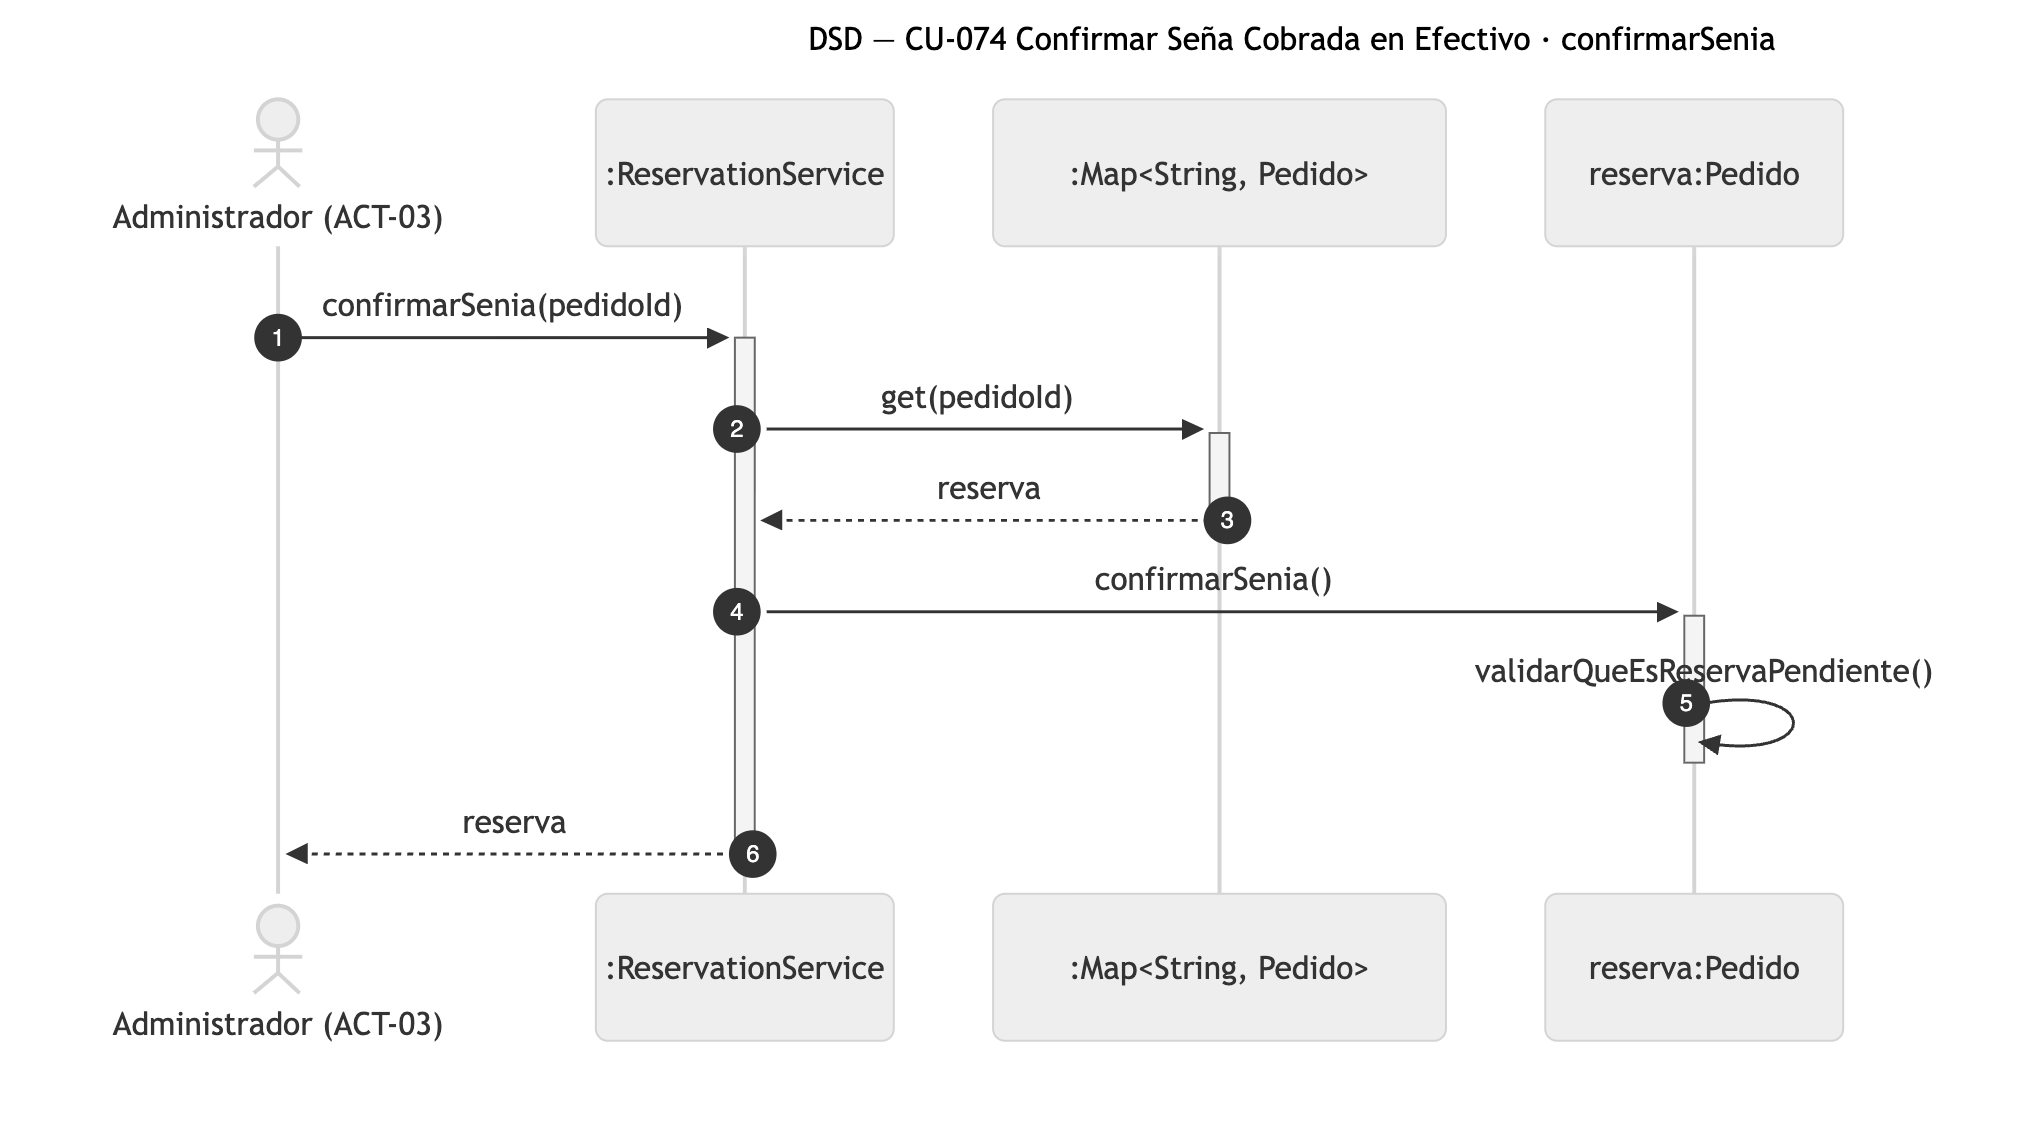 DSD — CU-074 Confirmar Seña Cobrada en Efectivo · confirmarSenia
Administrador (ACT-03)
:ReservationService
:Map<String, Pedido>
reserva:Pedido
confirmarSenia(pedidoId)
1
get(pedidoId)
2
reserva
3
confirmarSenia()
4
validarQueEsReservaPendiente()
5
reserva
6
Administrador (ACT-03)
:ReservationService
:Map<String, Pedido>
reserva:Pedido